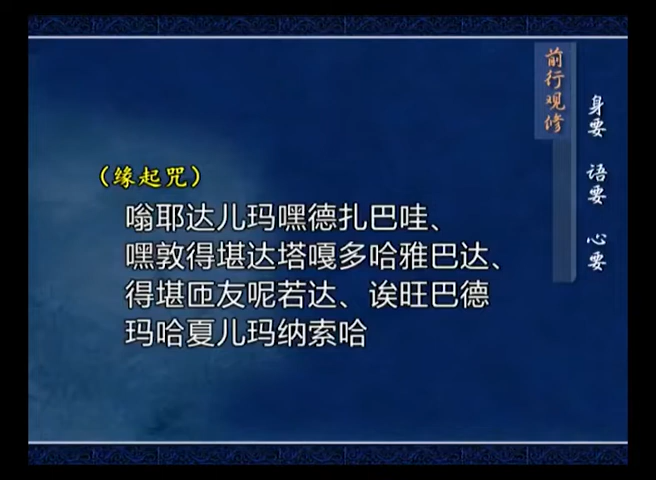 前行观修
身要 语要 心要
（缘起咒）
嗡耶达儿玛嘿德扎巴哇、
嘿敦得堪达塔嘎多哈雅巴达、
得堪匝友呢若达、诶旺巴德
玛哈夏儿玛纳索哈